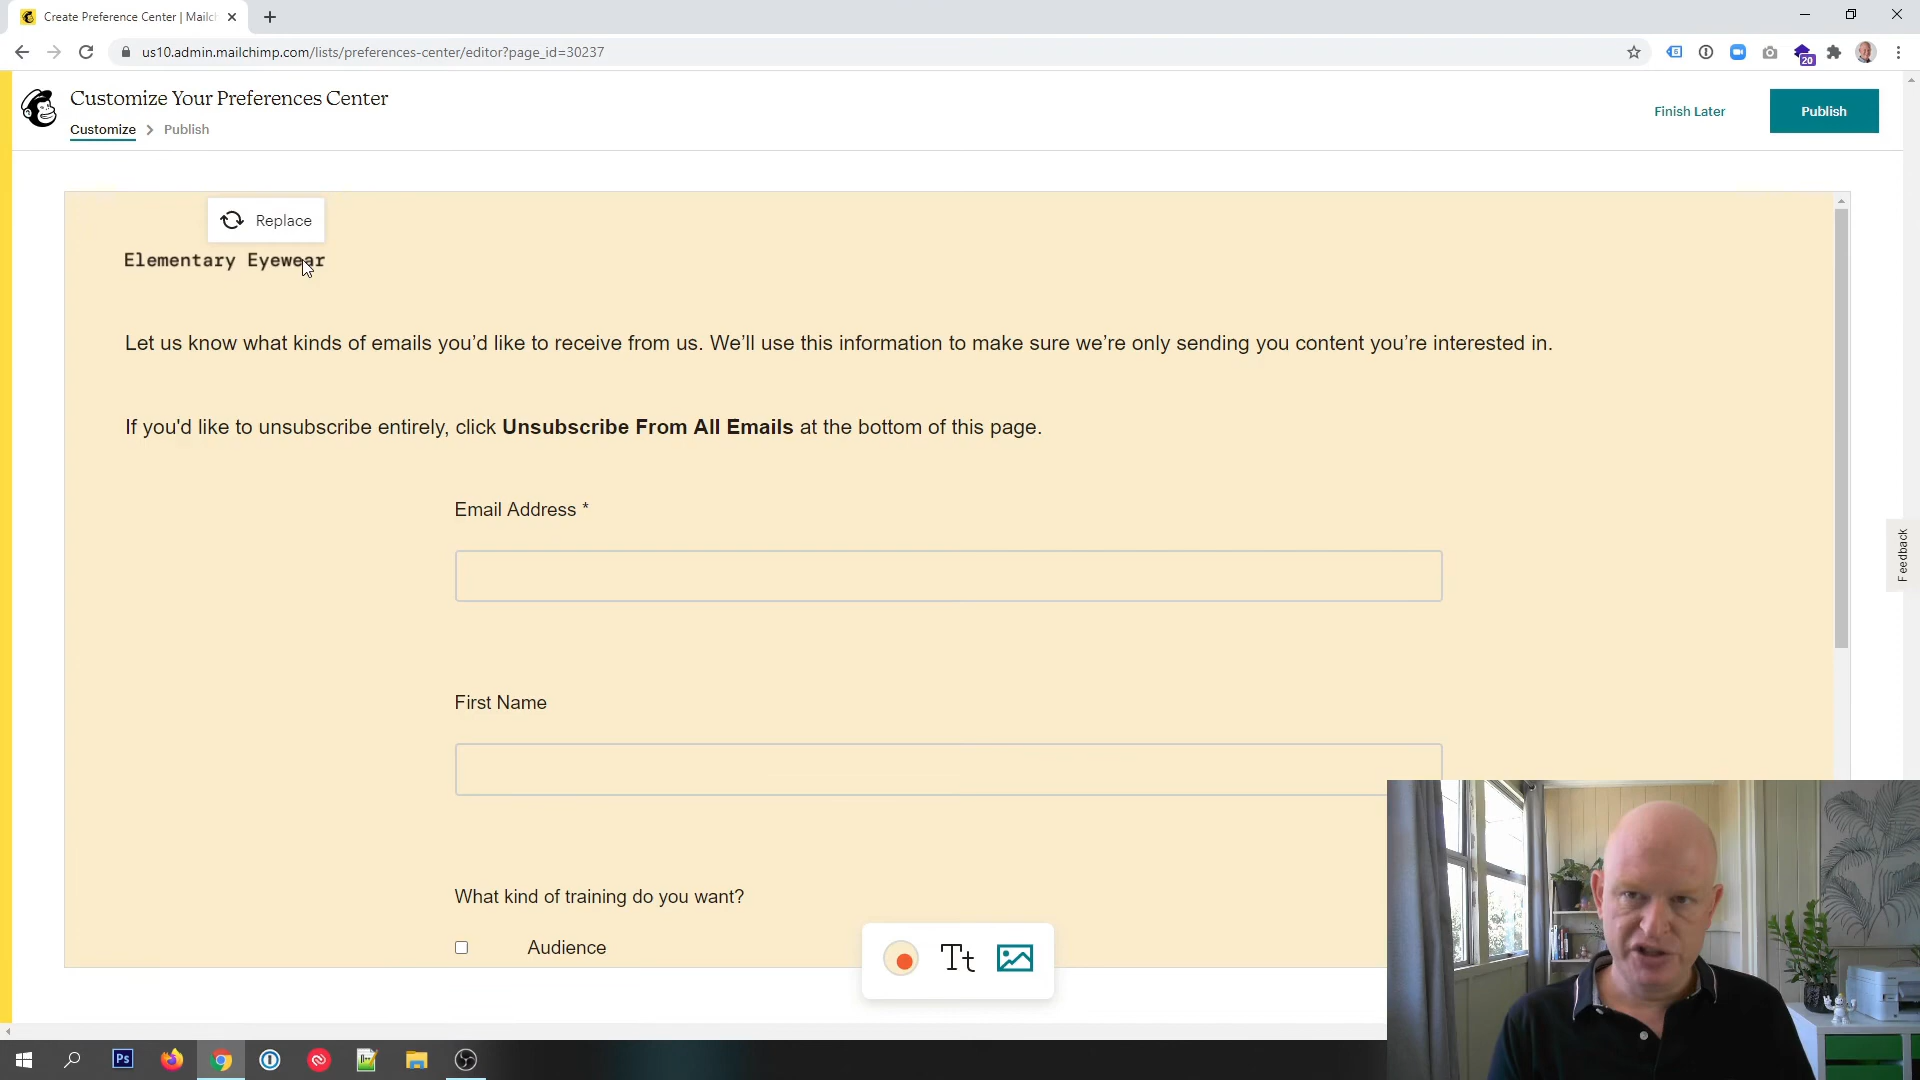 Create Preference Center | Mailch
us10.admin.mailchimp.com/lists/preferences-center/editor?page_id=30237
20
Customize Your Preferences Center
Customize
Publish
Finish Later
Publish
Replace
Elementary Eyewear
Let us know what kinds of emails you’d like to receive from us. We’ll use this information to make sure we’re only sending you content you’re interested in.
If you'd like to unsubscribe entirely, click Unsubscribe From All Emails at the bottom of this page.
Email Address *
Feedback
First Name
What kind of training do you want?
Audience
Tt
Ps